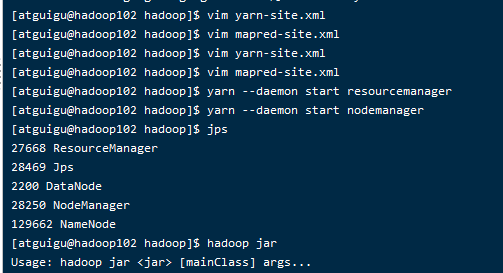 [atguigu@hadoop102 hadoop]$ vim yarn-site.xml
[atguigu@hadoop102 hadoop]$ vim mapred-site.xml
[atguigu@hadoop102 hadoop]$ vim yarn-site.xml
[atguigu@hadoop102 hadoop]$ vim mapred-site.xml
[atguigu@hadoop102 hadoop]$ yarn --daemon start resourcemanager
[atguigu@hadoop102 hadoop]$ yarn --daemon start nodemanager
[atguigu@hadoop102 hadoop]$ jps
27668 ResourceManager
28469 Jps
2200 DataNode
28250 NodeManager
129662 NameNode
[atguigu@hadoop102 hadoop]$ hadoop jar
Usage: hadoop jar <jar> [mainClass] args...